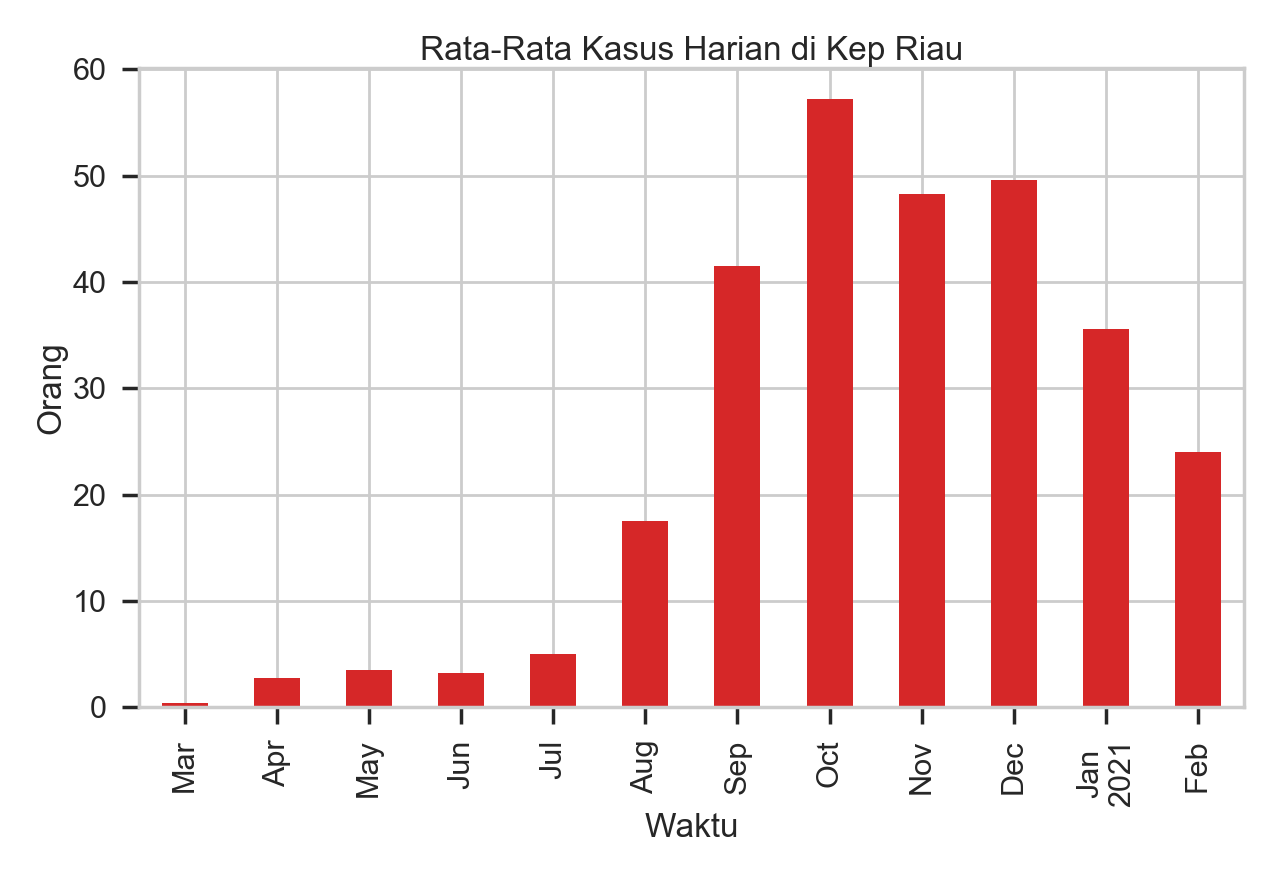 Rata-Rata Kasus Harian di Kep Riau
60
50
40
30
20
10
0
Orang
Mar
Apr
May
Jun
Jul
Aug
Sep
Oct
Nov
Dec
Jan
2021
Feb
Waktu